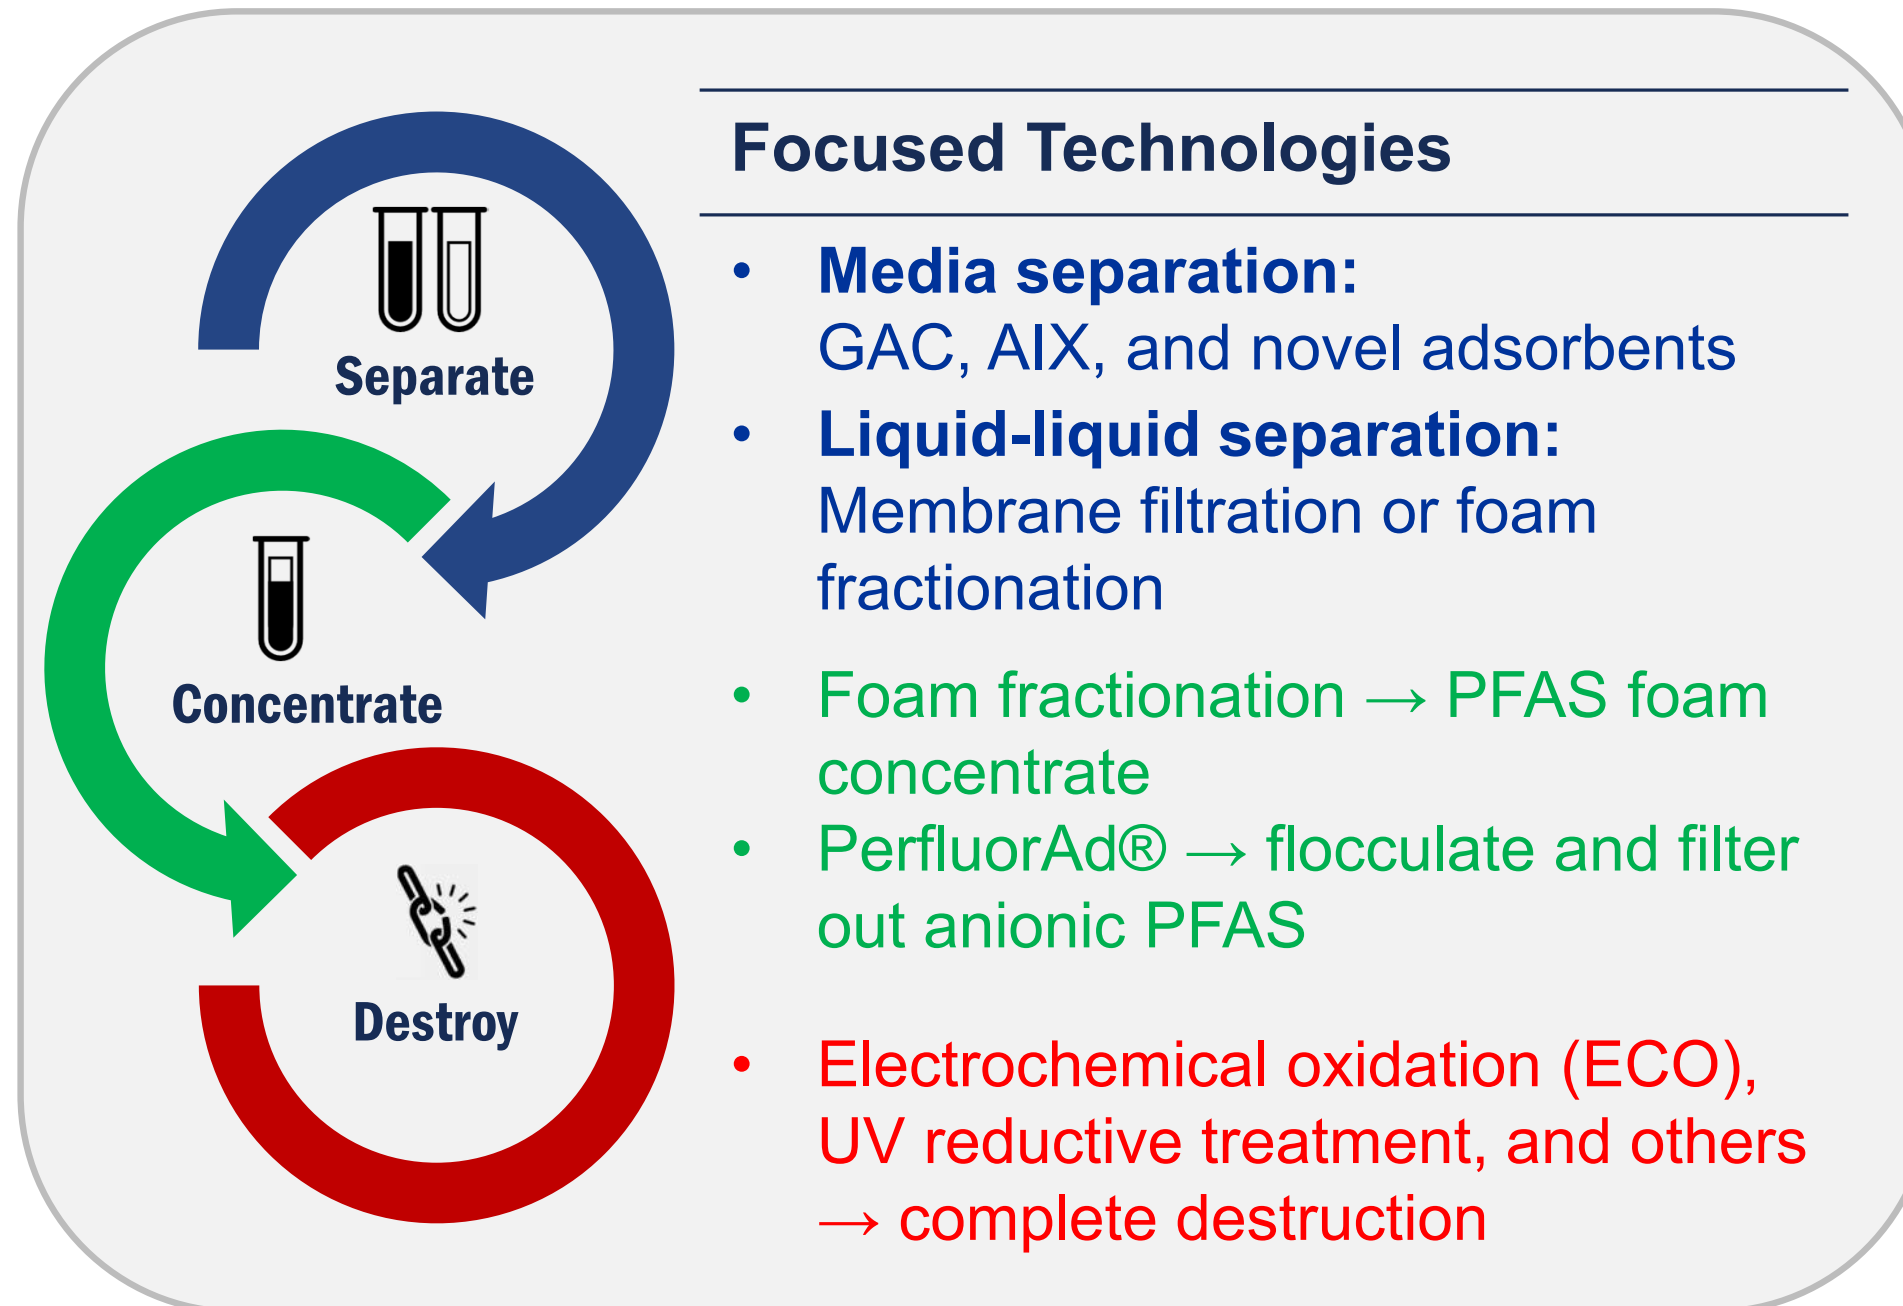 Separate
Concentrate
Destroy
Focused Technologies
• Media separation:
GAC, AIX, and novel adsorbents
• Liquid-liquid separation:
Membrane filtration or foam
fractionation
• Foam fractionation → PFAS foam
concentrate
• PerfluorAd® → flocculate and filter
out anionic PFAS
• Electrochemical oxidation (ECO),
UV reductive treatment, and others
→ complete destruction